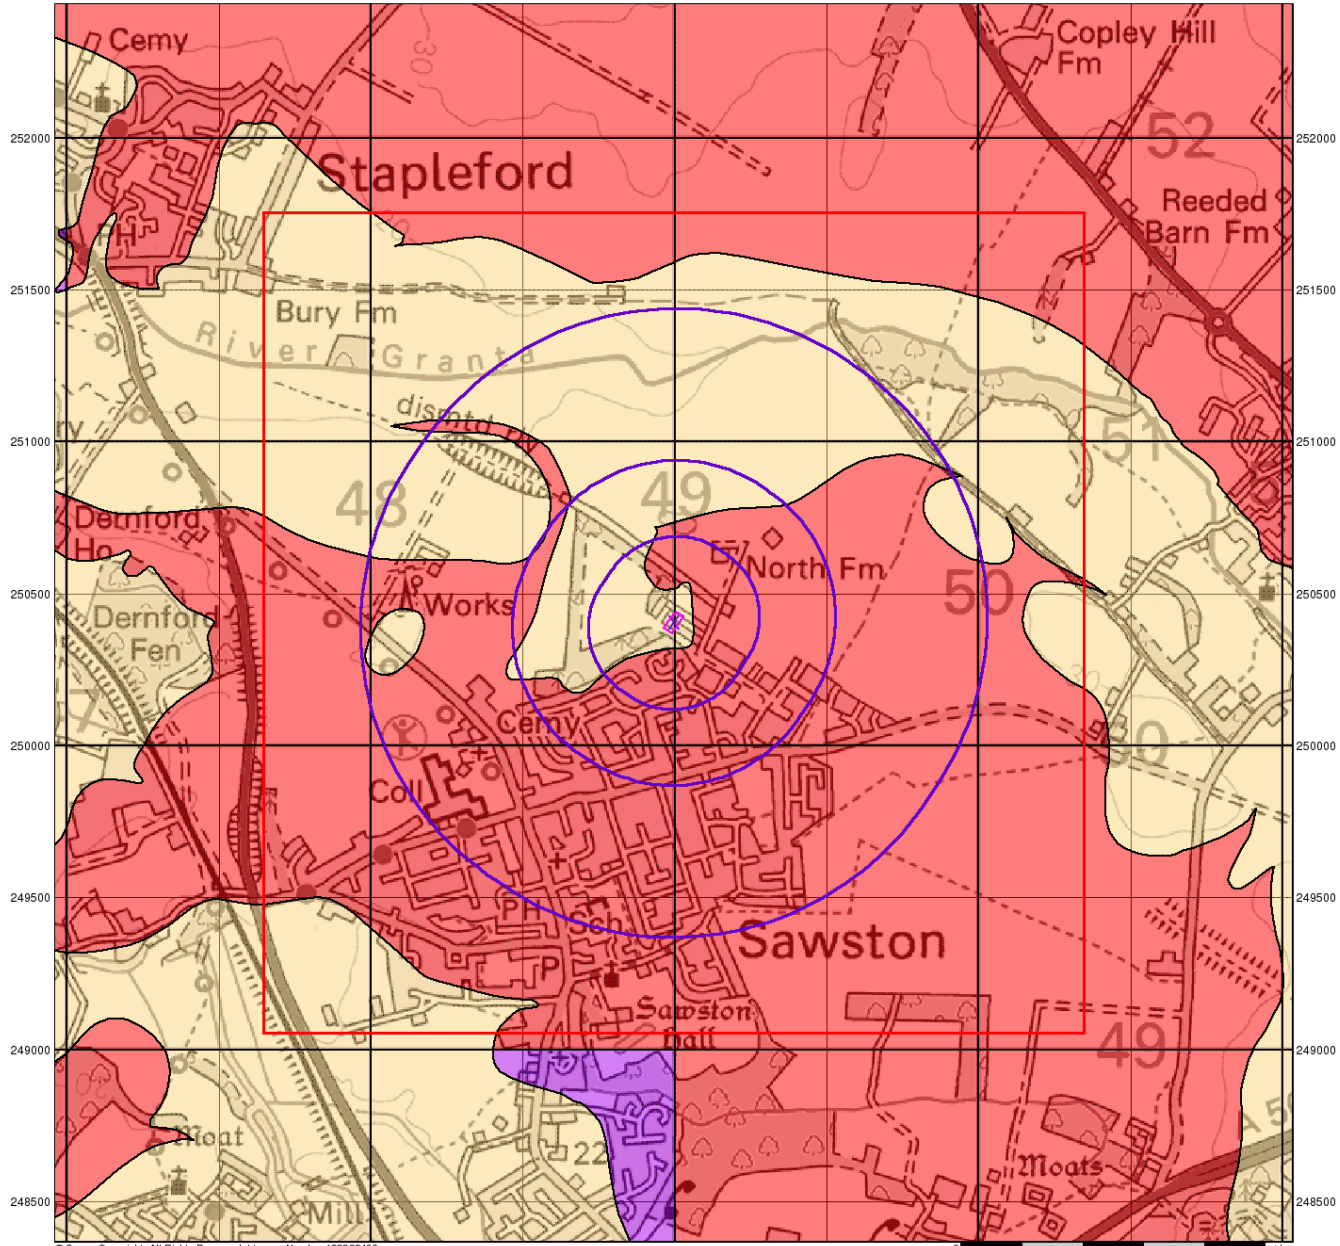 Cemy
Copley Hill
Fm
30
52
252000
252000
Stapleford
Reeded
Barn Fm
PH
251500
251500
Bury Fm
River Granta
dismtd rly
251000
251000
51
48
49
Dernford
Ho
North Fm
50
250500
250500
Works
Dernford
Fen
Cemy
250000
250000
Coll
PH
249500
249500
Sawston
P
Sawston
Hall
249000
249000
49
Moat
22
Moats
Mill
248500
248500